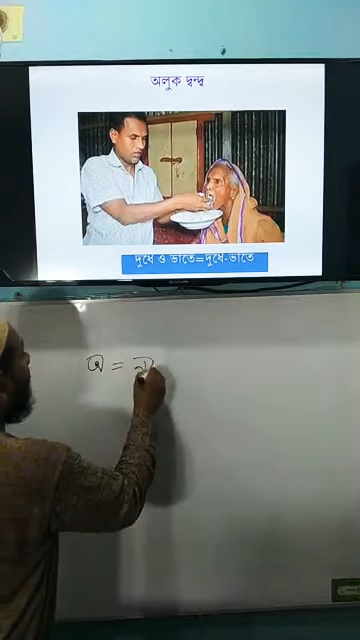 অলুক দ্বন্দ্ব
দুধে ও ভাতে=দুধে-ভাতে
অ = ন